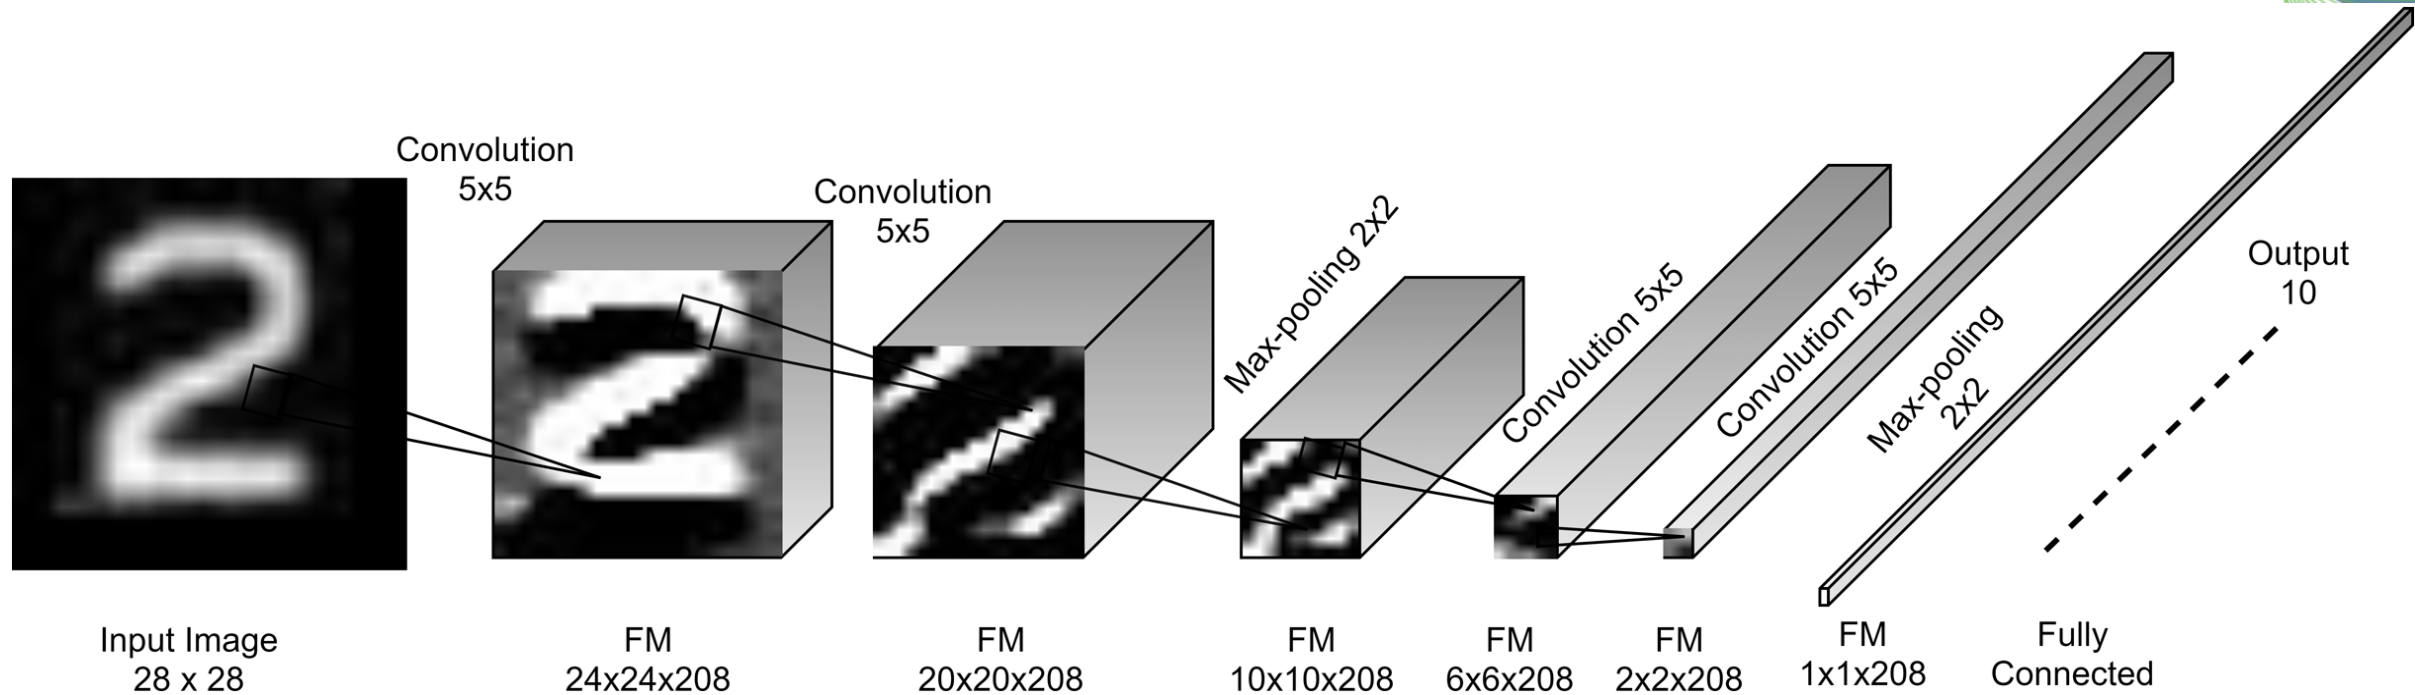 Convolution
5x5
Convolution
5x5
Max-pooling 2x2
Convolution 5x5
Convolution 5x5
Max-pooling
2x2
Output
10
Input Image
28 x 28
FM
24x24x208
FM
20x20x208
FM
10x10x208
FM
6x6x208
FM
2x2x208
FM
1x1x208
Fully
Connected